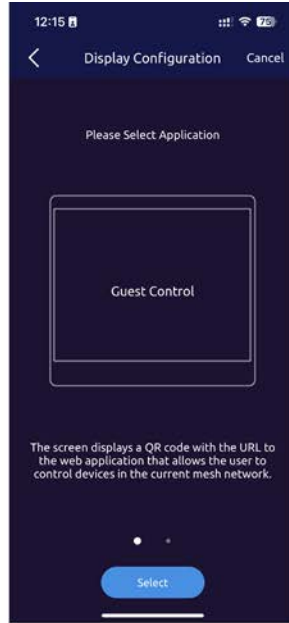 12:15
75
Display Configuration
Cancel
Please Select Application
Guest Control
The screen displays a QR code with the URL to
the web application that allows the user to
control devices in the current mesh network.
Select